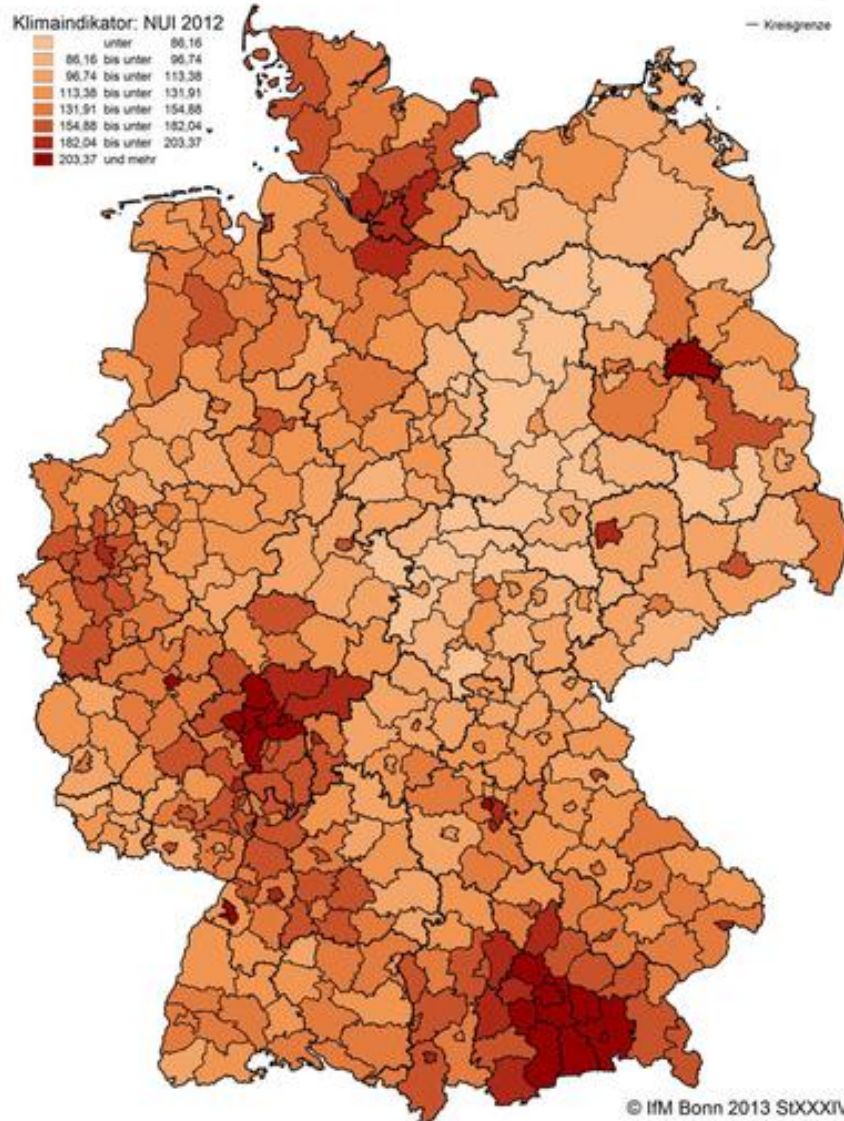 Klimaindikator: NUI 2012
— Kreisgrenze
unter 86,16
86,16 bis unter 96,74
96,74 bis unter 113,38
113,38 bis unter 131,91
131,91 bis unter 154,88
154,88 bis unter 182,04
182,04 bis unter 203,37
203,37 und mehr
© IfM Bonn 2013 StXXXIV